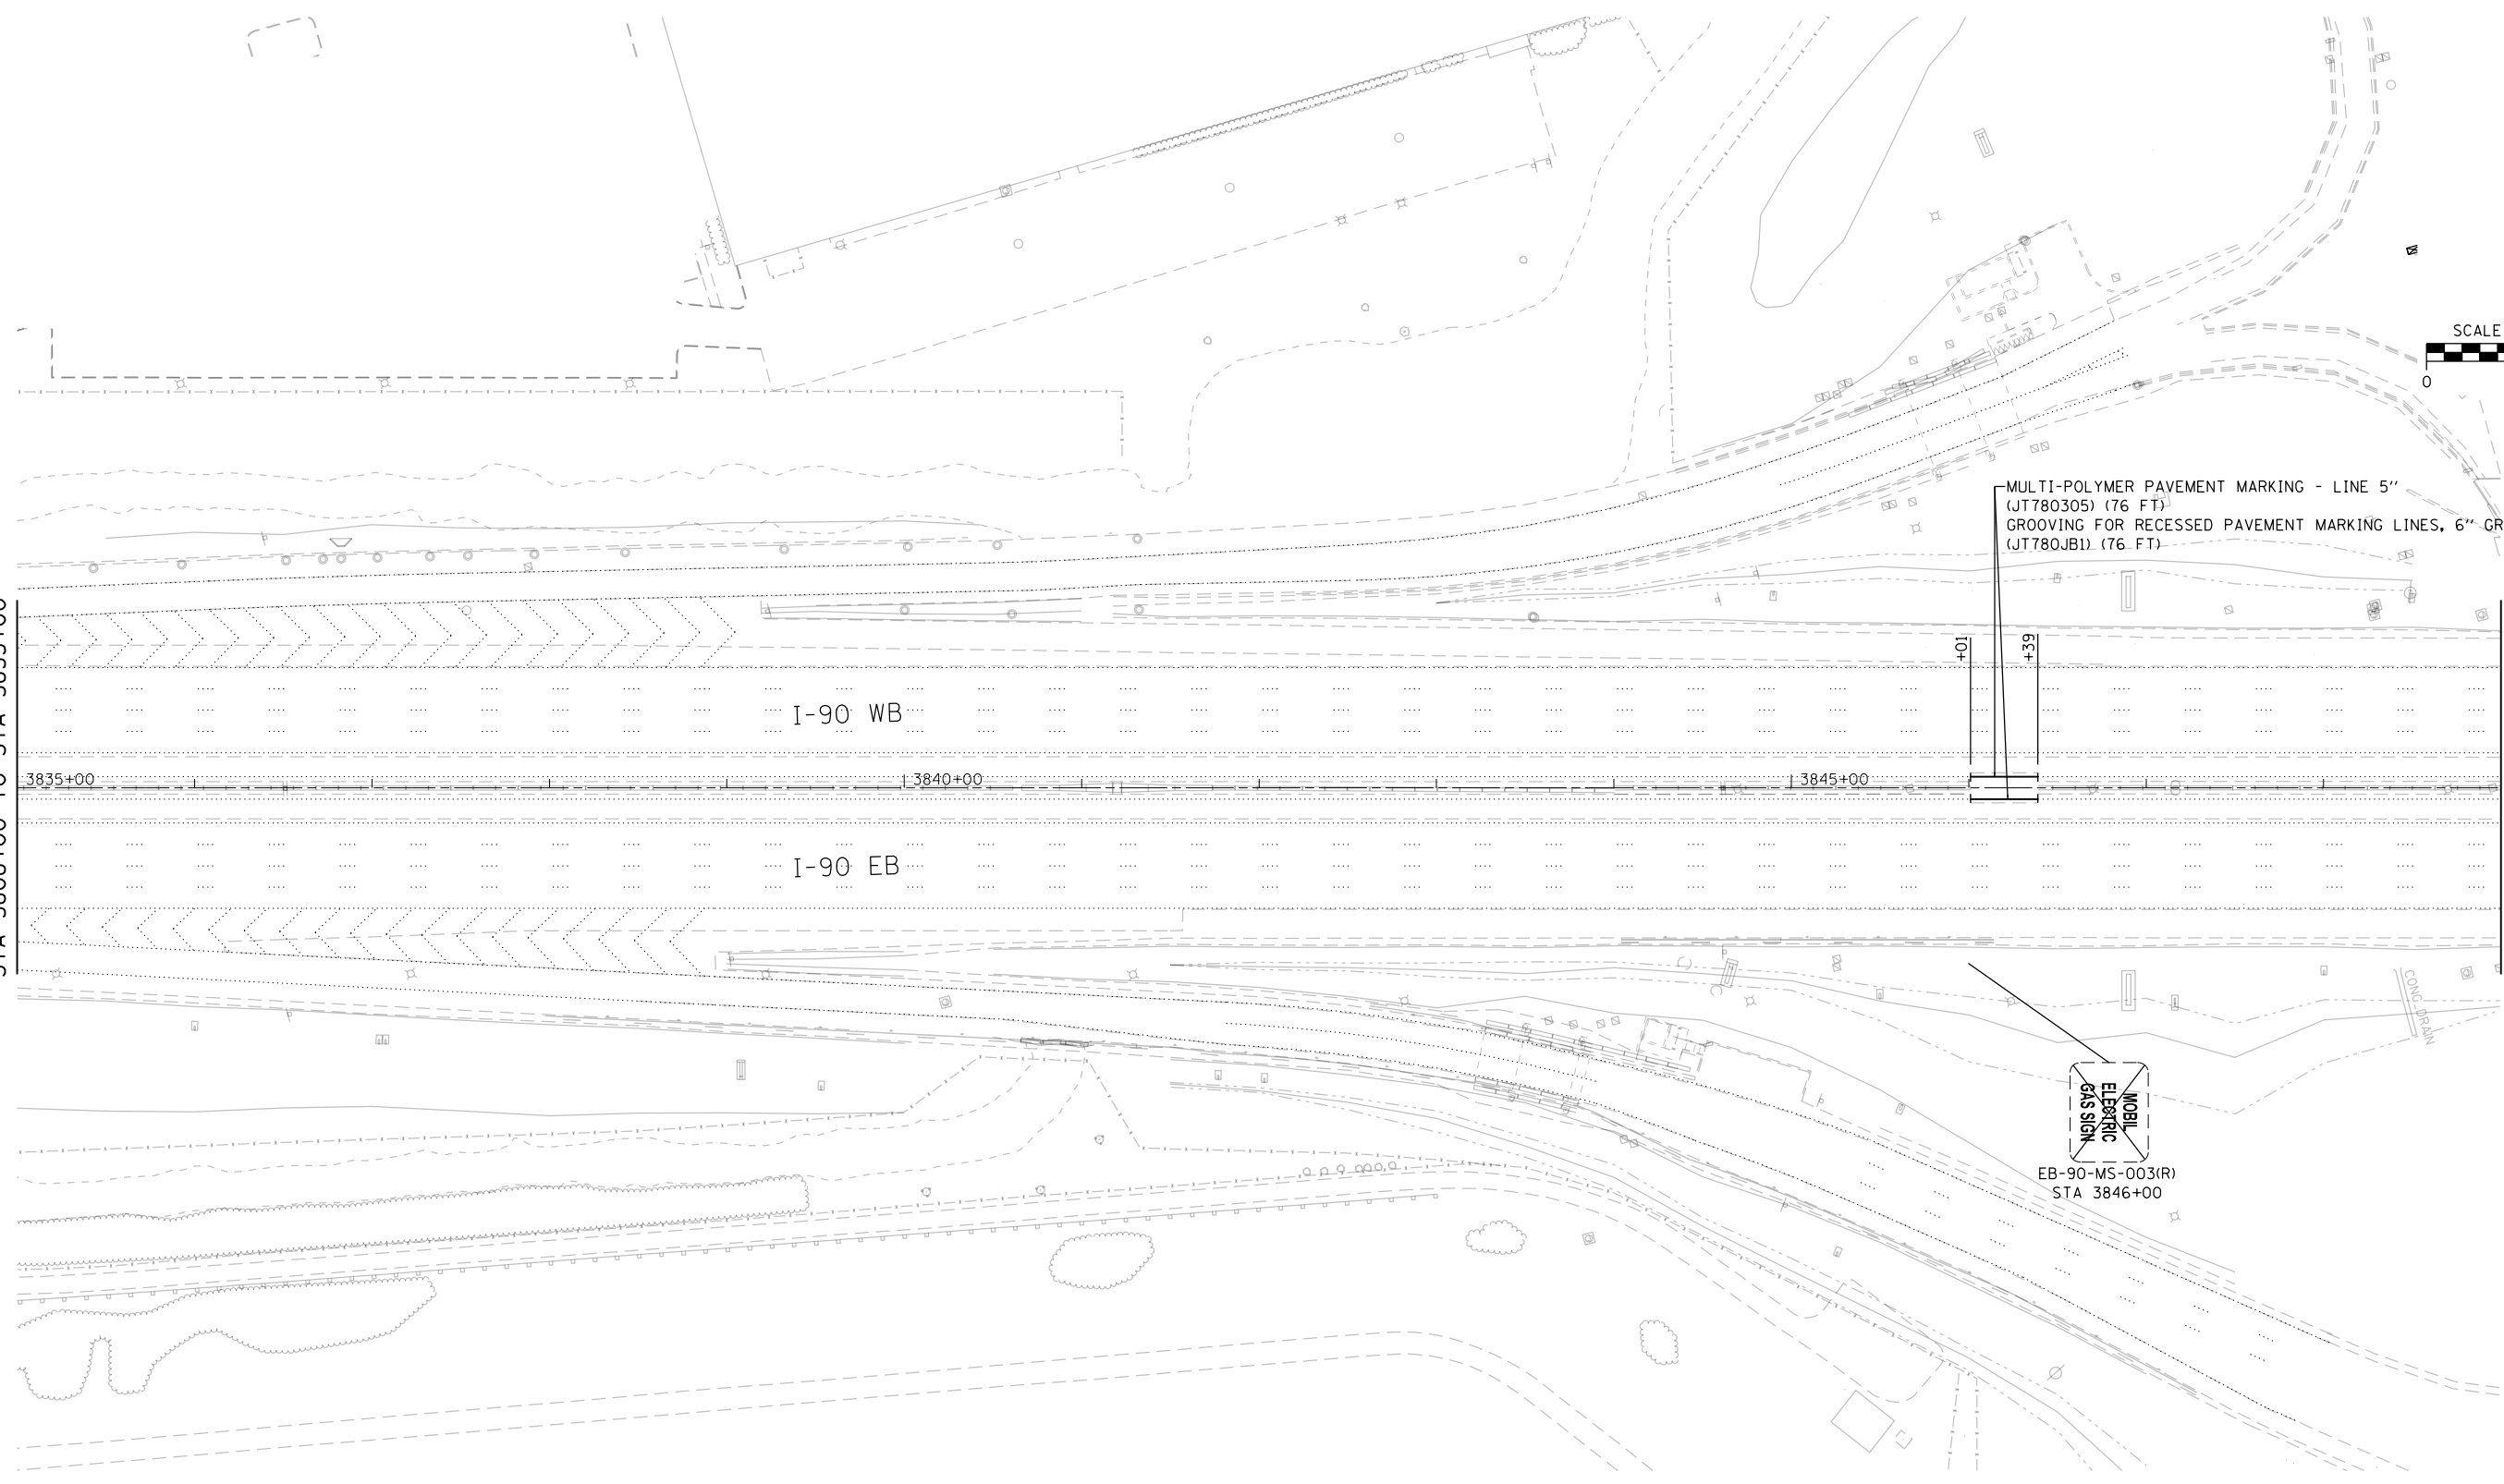 SCALE
0
MULTI-POLYMER PAVEMENT MARKING - LINE 5"
(JT780305) (76 FT)
GROOVING FOR RECESSED PAVEMENT MARKING LINES, 6" GR
(JT780JB1) (76 FT)
+01
+39
I-90 WB
3835+00
3840+00
3845+00
I-90 EB
CONC DRAIN
MOBIL
ELECTRIC
GAS SIGN
EB-90-MS-003(R)
STA 3846+00